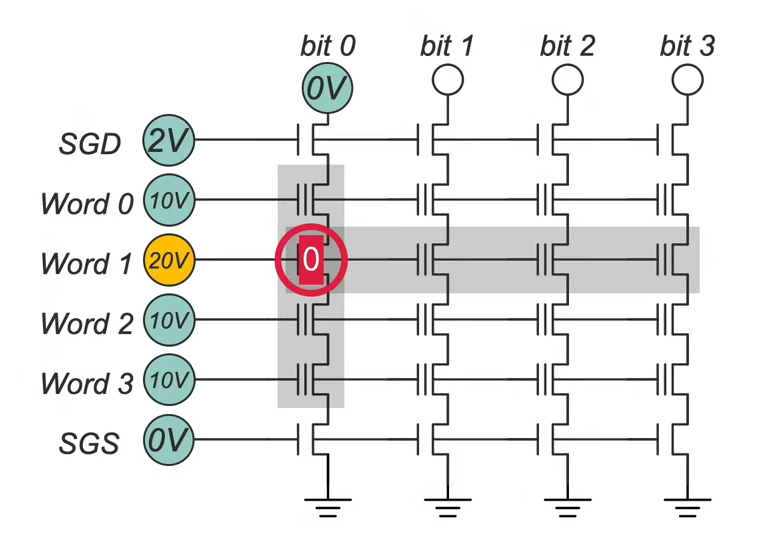 bit 0 bit 1 bit 2 bit 3
0V
SGD 2V
Word 0 10V
Word 1 20V 0
Word 2 10V
Word 3 10V
SGS 0V